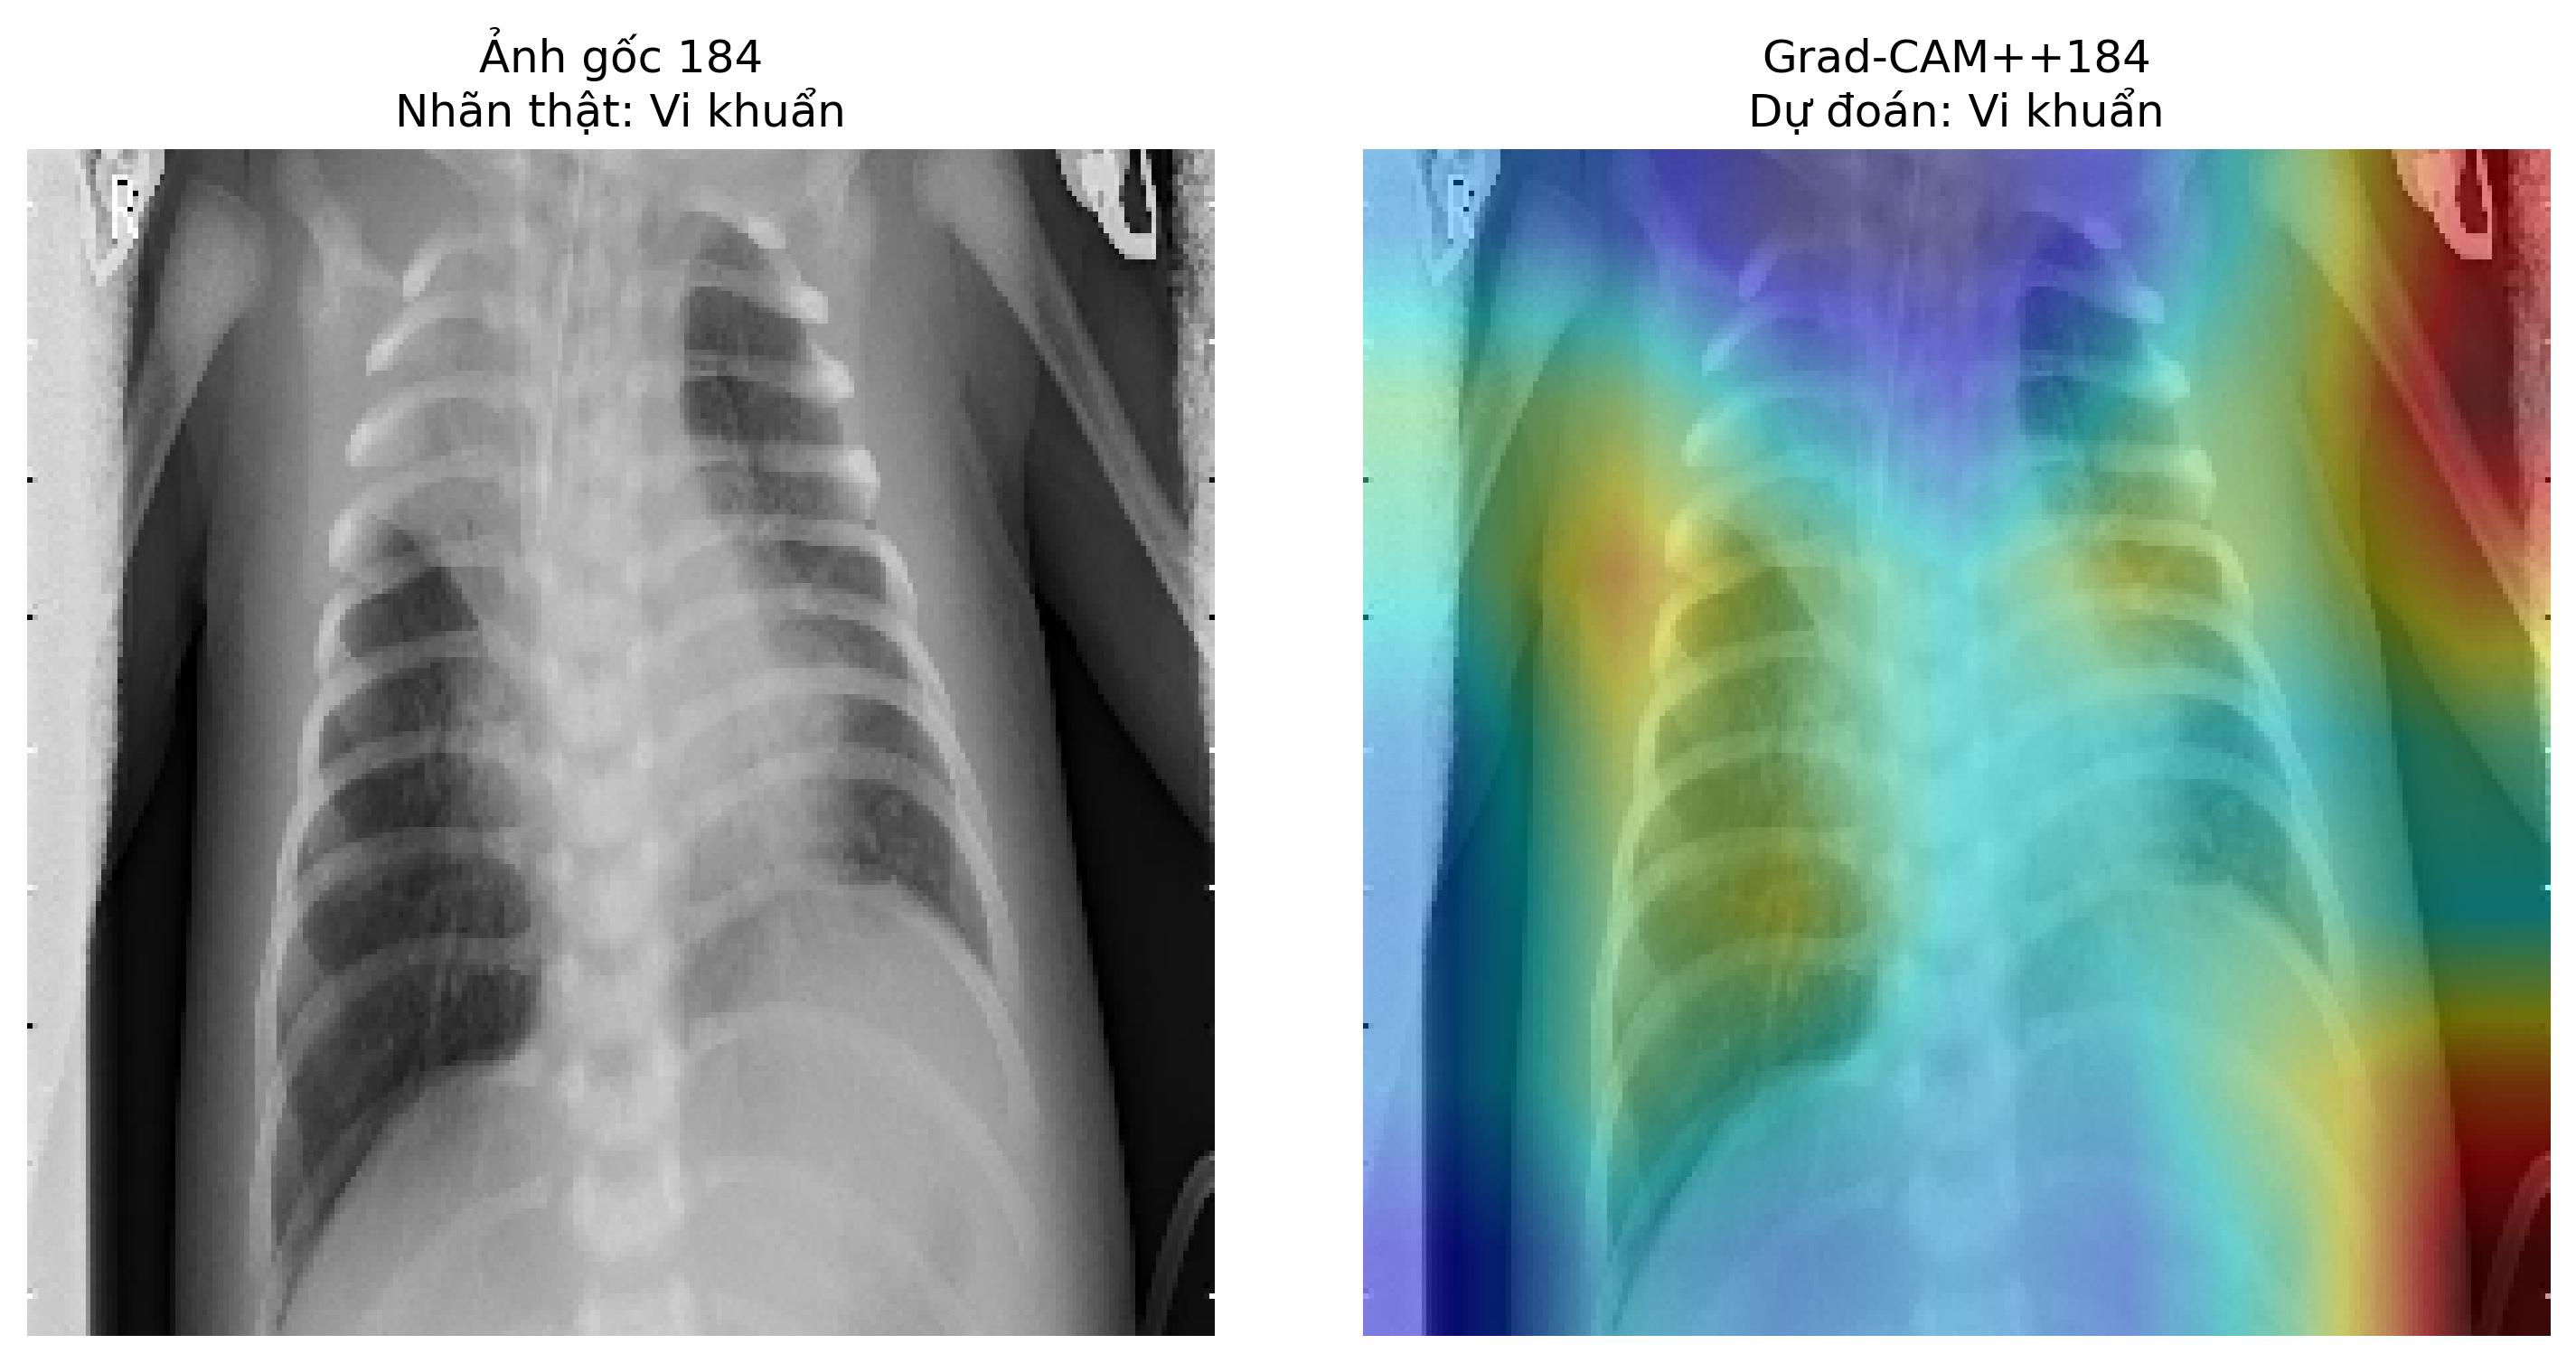 Ảnh gốc 184
Nhãn thật: Vi khuẩn
Grad-CAM++184
Dự đoán: Vi khuẩn
R